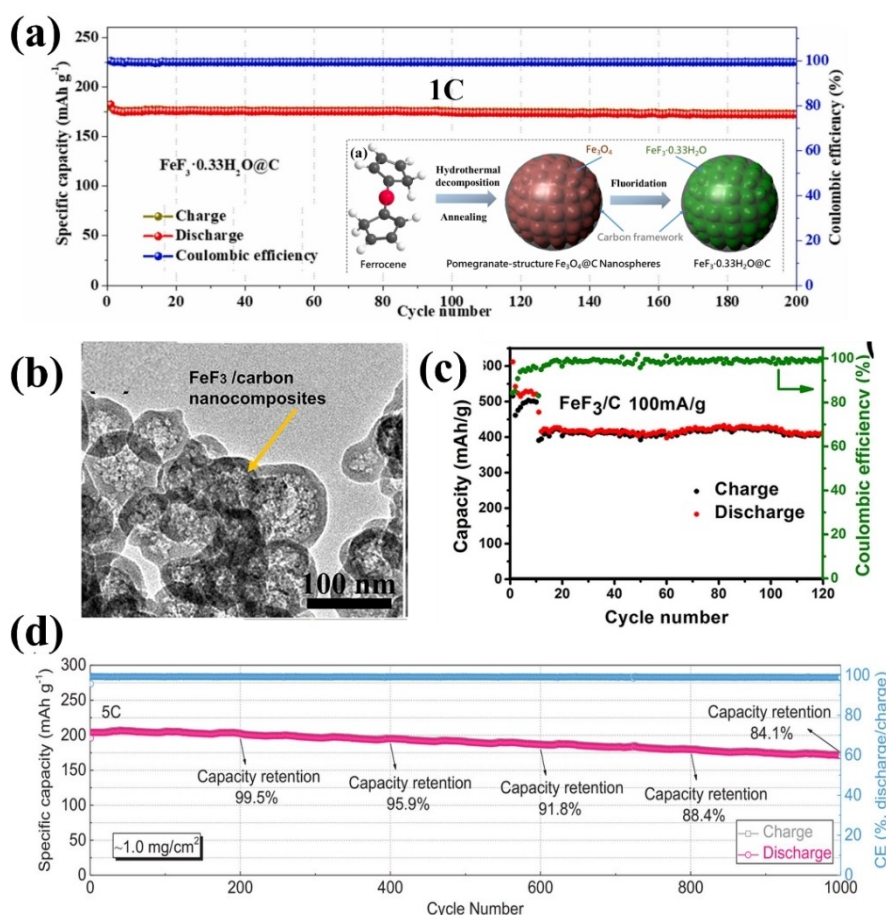 (a)
Specific capacity (mAh g⁻¹)
250
200
150
100
50
0
1C
FeF₃·0.33H₂O@C
Charge
Discharge
Coulombic efficiency
(a)
Hydrothermal
decomposition
Annealing
Ferrocene
Fe₃O₄
Fluoridation
FeF₃·0.33H₂O
Carbon framework
Pomegranate-structure Fe₃O₄@C Nanospheres
FeF₃·0.33H₂O@C
0 20 40 60 80 100 120 140 160 180 200
Cycle number
100
80
60
40
20
0
Coulombic efficiency (%)
(b)
FeF₃ /carbon
nanocomposites
100 nm
(c)
Capacity (mAh/g)
600
500
400
300
200
100
0
FeF₃/C 100mA/g
Charge
Discharge
0 20 40 60 80 100 120
Cycle number
100
80
60
40
20
0
Coulombic efficiency (%)
(d)
Specific capacity (mAh g⁻¹)
300
250
200
150
100
50
0
5C
Capacity retention
99.5%
Capacity retention
95.9%
Capacity retention
91.8%
Capacity retention
88.4%
Capacity retention
84.1%
~1.0 mg/cm²
Charge
Discharge
0 200 400 600 800 1000
Cycle Number
100
80
60
40
20
0
CE (%, discharge/charge)